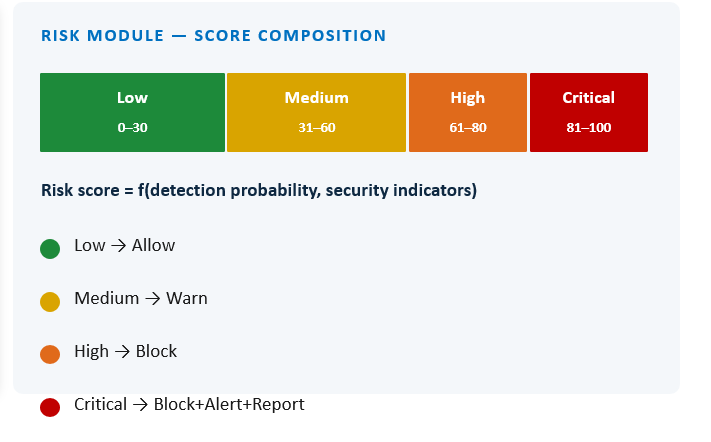 RISK MODULE — SCORE COMPOSITION
Low
0–30
Medium
31–60
High
61–80
Critical
81–100
Risk score = f(detection probability, security indicators)
Low → Allow
Medium → Warn
High → Block
Critical → Block+Alert+Report